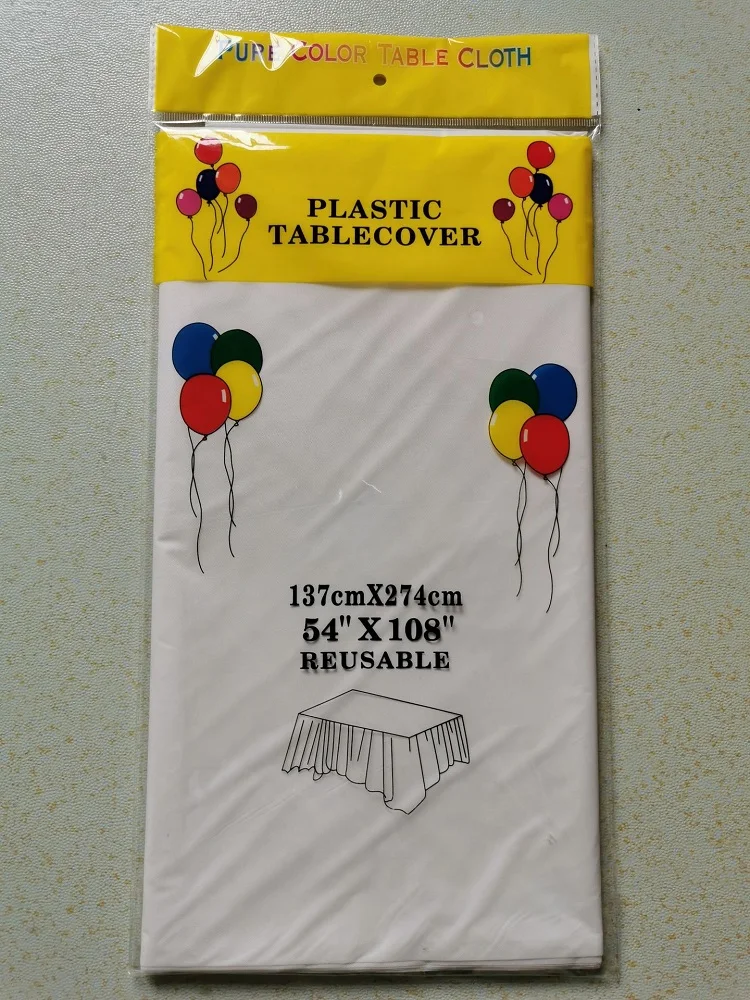 PURE COLOR TABLE CLOTH
PLASTIC
TABLECOVER
137cmX274cm
54" X 108"
REUSABLE